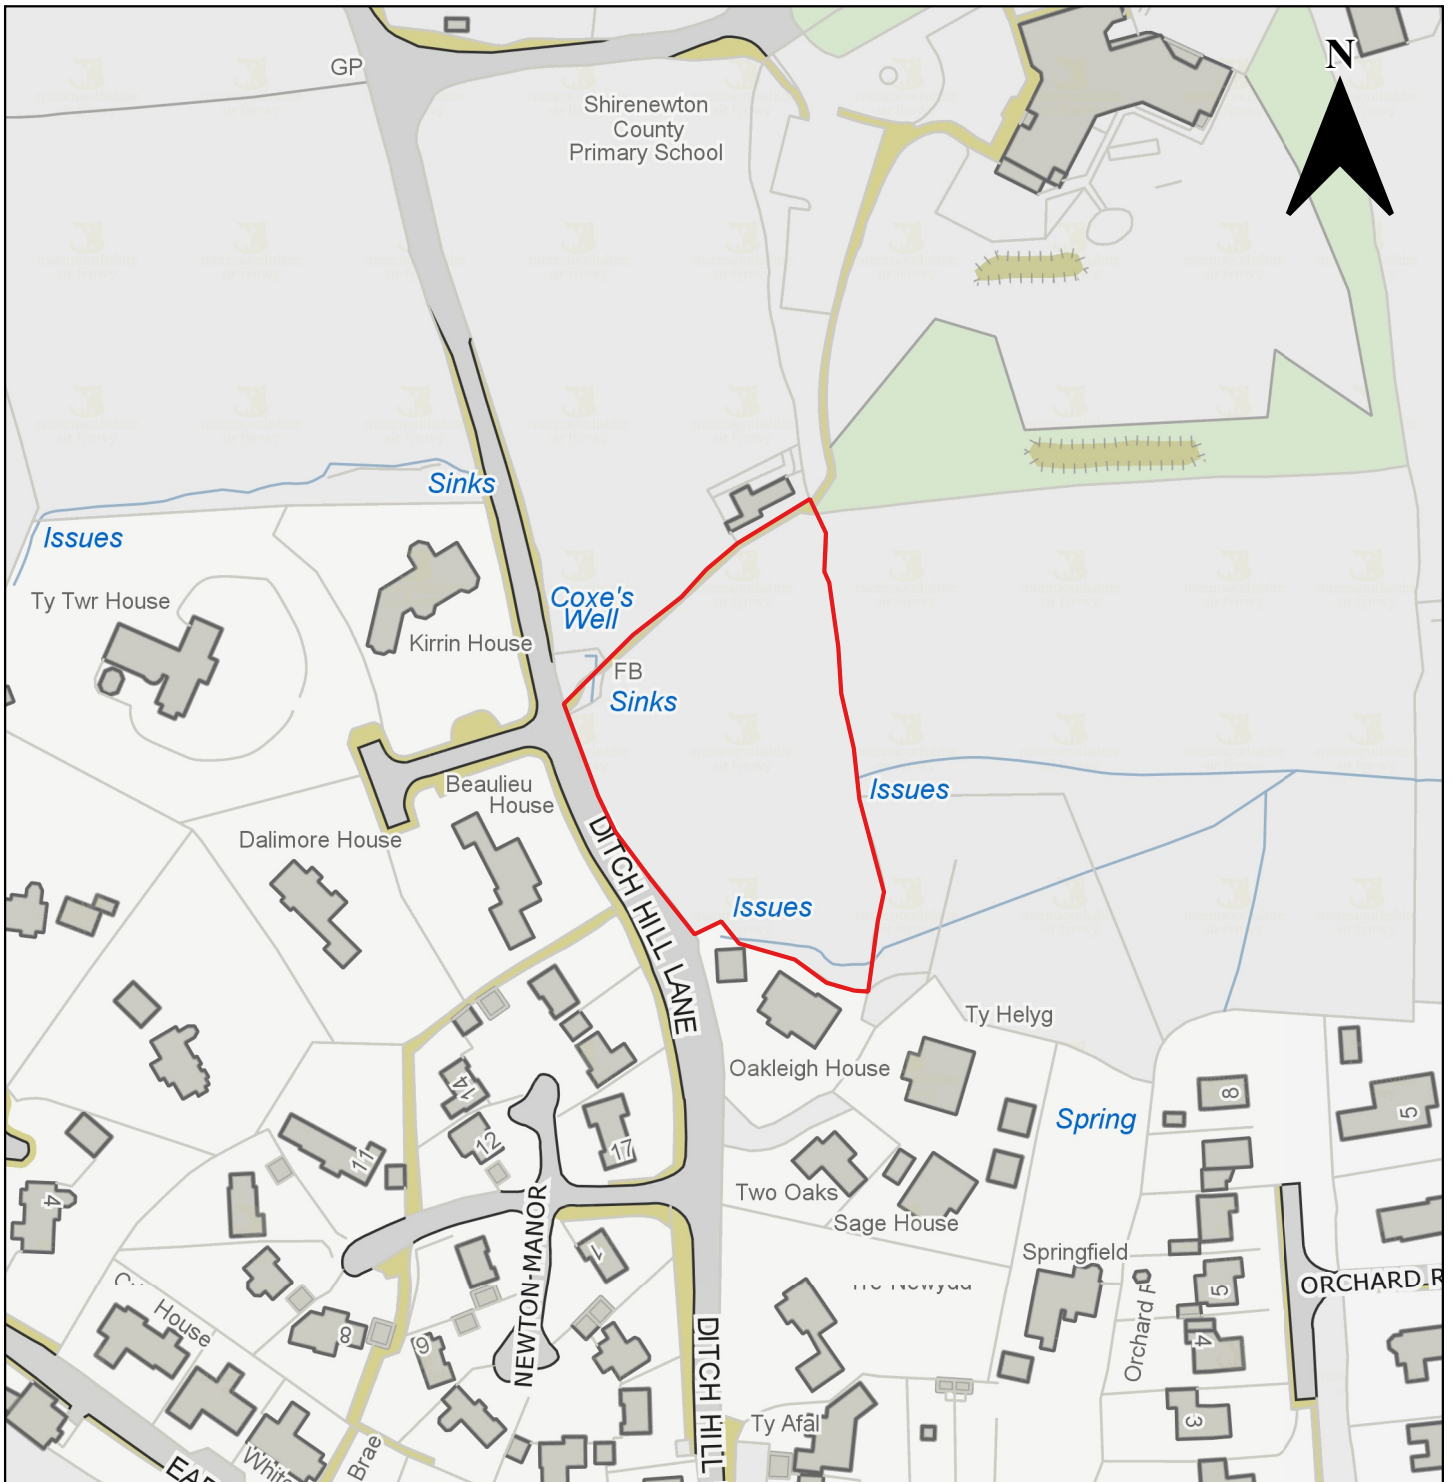 N
GP
Shirenewton
County
Primary School
Sinks
Issues
Ty Twr House
Coxe's
Well
Kirrin House
FB
Sinks
Beaulieu
House
Issues
Dalimore House
DITCH HILL LANE
Issues
Ty Helyg
Oakleigh House
14
8
5
Spring
12
17
11
4
Two Oaks
Sage House
NEWTON MANOR
1
Springfield
ORCHARD R
House
8
9
5
Orchard
4
DITCH HILL
3
Ty Afal
Brae